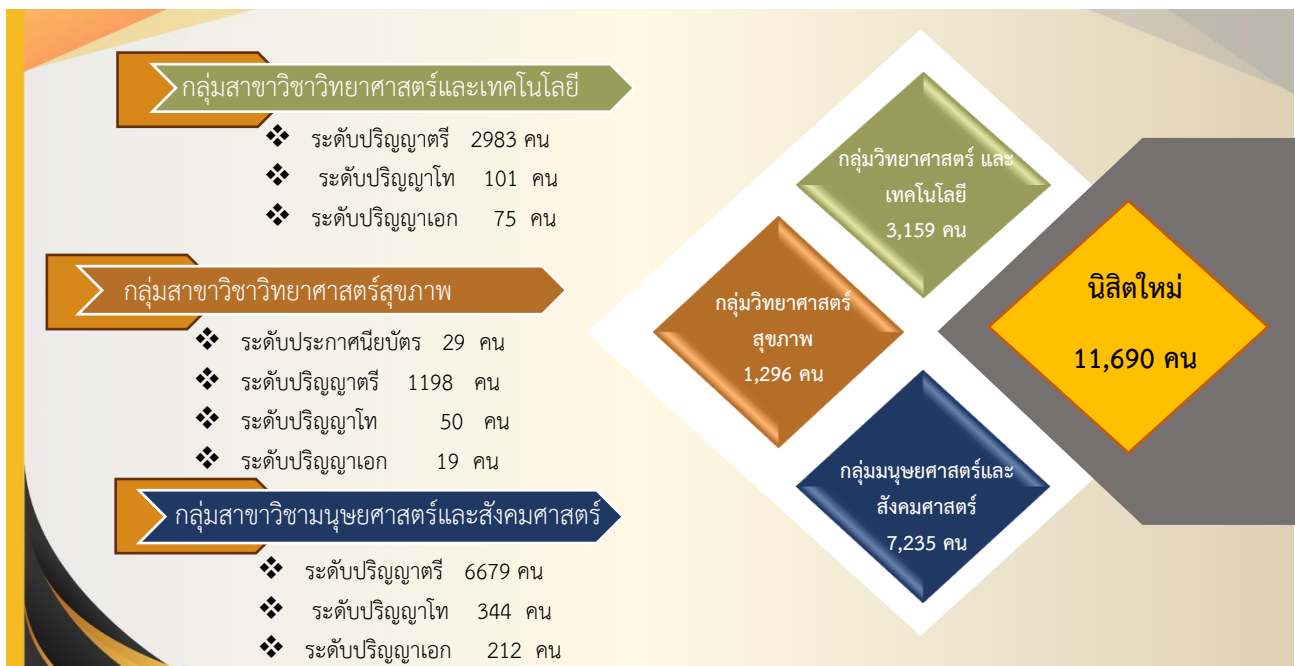 กลุ่มสาขาวิชาวิทยาศาสตร์และเทคโนโลยี
ระดับปริญญาตรี 2983 คน
ระดับปริญญาโท 101 คน
ระดับปริญญาเอก 75 คน
กลุ่มสาขาวิชาวิทยาศาสตร์สุขภาพ
ระดับประกาศนียบัตร 29 คน
ระดับปริญญาตรี 1198 คน
ระดับปริญญาโท 50 คน
ระดับปริญญาเอก 19 คน
กลุ่มสาขาวิชามนุษยศาสตร์และสังคมศาสตร์
ระดับปริญญาตรี 6679 คน
ระดับปริญญาโท 344 คน
ระดับปริญญาเอก 212 คน
กลุ่มวิทยาศาสตร์ และ
เทคโนโลยี
3,159 คน
กลุ่มวิทยาศาสตร์
สุขภาพ
1,296 คน
กลุ่มมนุษยศาสตร์และ
สังคมศาสตร์
7,235 คน
นิสิตใหม่
11,690 คน